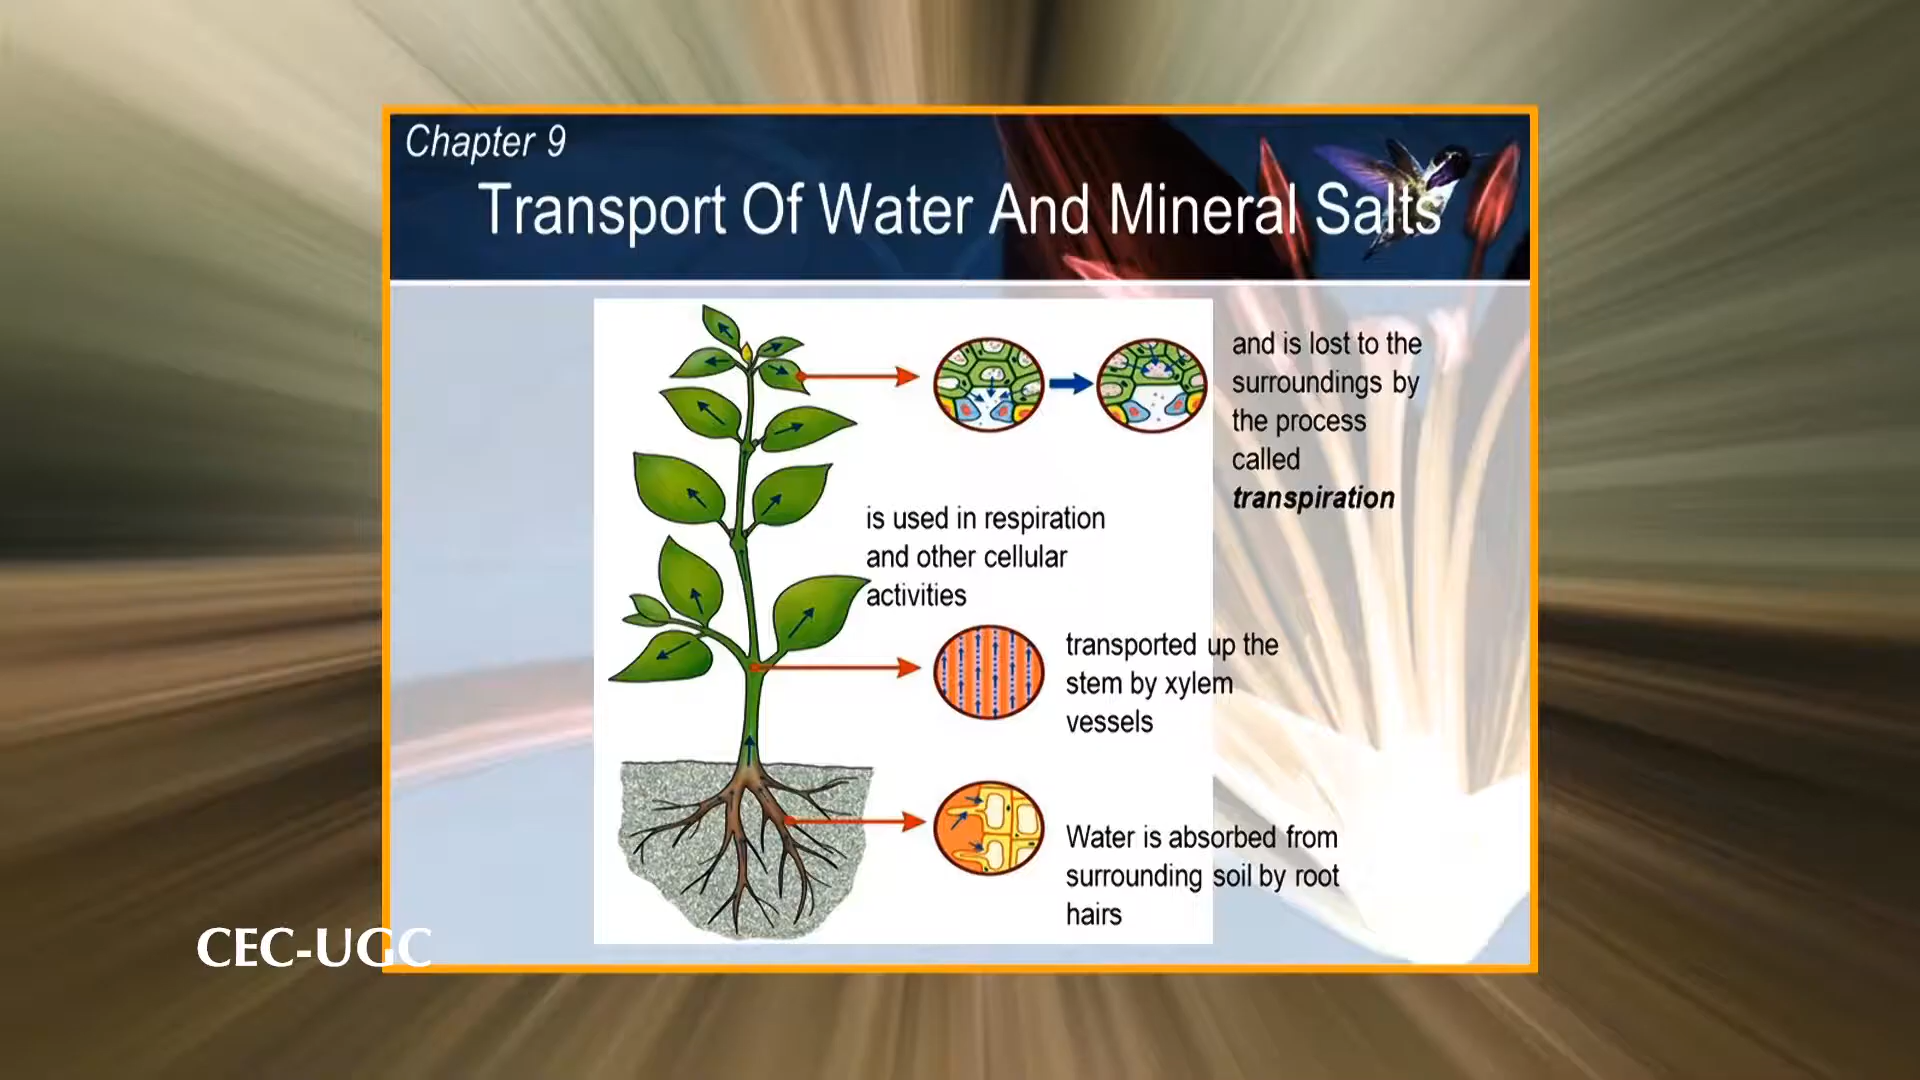 Chapter 9
Transport Of Water And Mineral Salts
and is lost to the
surroundings by
the process
called
transpiration
is used in respiration
and other cellular
activities
transported up the
stem by xylem
vessels
Water is absorbed from
surrounding soil by root
hairs
CEC-UGC